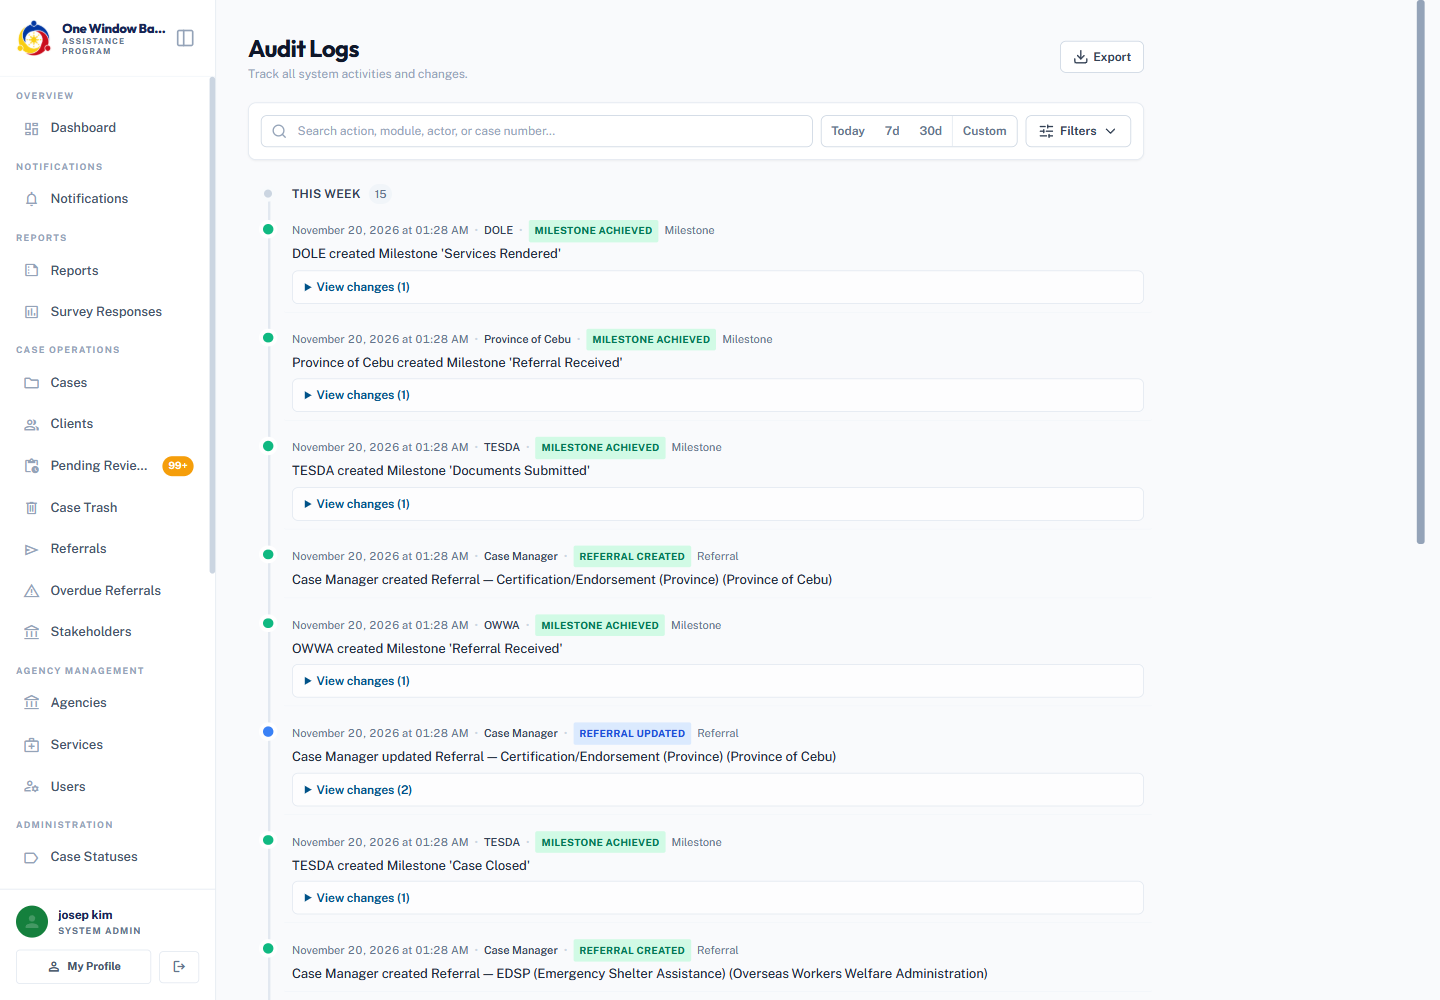 One Window Ba...
ASSISTANCE
PROGRAM
OVERVIEW
Dashboard
NOTIFICATIONS
Notifications
REPORTS
Reports
Survey Responses
CASE OPERATIONS
Cases
Clients
Pending Revie... 99+
Case Trash
Referrals
Overdue Referrals
Stakeholders
AGENCY MANAGEMENT
Agencies
Services
Users
ADMINISTRATION
Case Statuses
josep kim
SYSTEM ADMIN
My Profile
Audit Logs
Track all system activities and changes.
Export
Search action, module, actor, or case number...
Today 7d 30d Custom Filters
THIS WEEK 15
November 20, 2026 at 01:28 AM · DOLE · MILESTONE ACHIEVED Milestone
DOLE created Milestone 'Services Rendered'
View changes (1)
November 20, 2026 at 01:28 AM · Province of Cebu · MILESTONE ACHIEVED Milestone
Province of Cebu created Milestone 'Referral Received'
View changes (1)
November 20, 2026 at 01:28 AM · TESDA · MILESTONE ACHIEVED Milestone
TESDA created Milestone 'Documents Submitted'
View changes (1)
November 20, 2026 at 01:28 AM · Case Manager · REFERRAL CREATED Referral
Case Manager created Referral — Certification/Endorsement (Province) (Province of Cebu)
November 20, 2026 at 01:28 AM · OWWA · MILESTONE ACHIEVED Milestone
OWWA created Milestone 'Referral Received'
View changes (1)
November 20, 2026 at 01:28 AM · Case Manager · REFERRAL UPDATED Referral
Case Manager updated Referral — Certification/Endorsement (Province) (Province of Cebu)
View changes (2)
November 20, 2026 at 01:28 AM · TESDA · MILESTONE ACHIEVED Milestone
TESDA created Milestone 'Case Closed'
View changes (1)
November 20, 2026 at 01:28 AM · Case Manager · REFERRAL CREATED Referral
Case Manager created Referral — EDSP (Emergency Shelter Assistance) (Overseas Workers Welfare Administration)